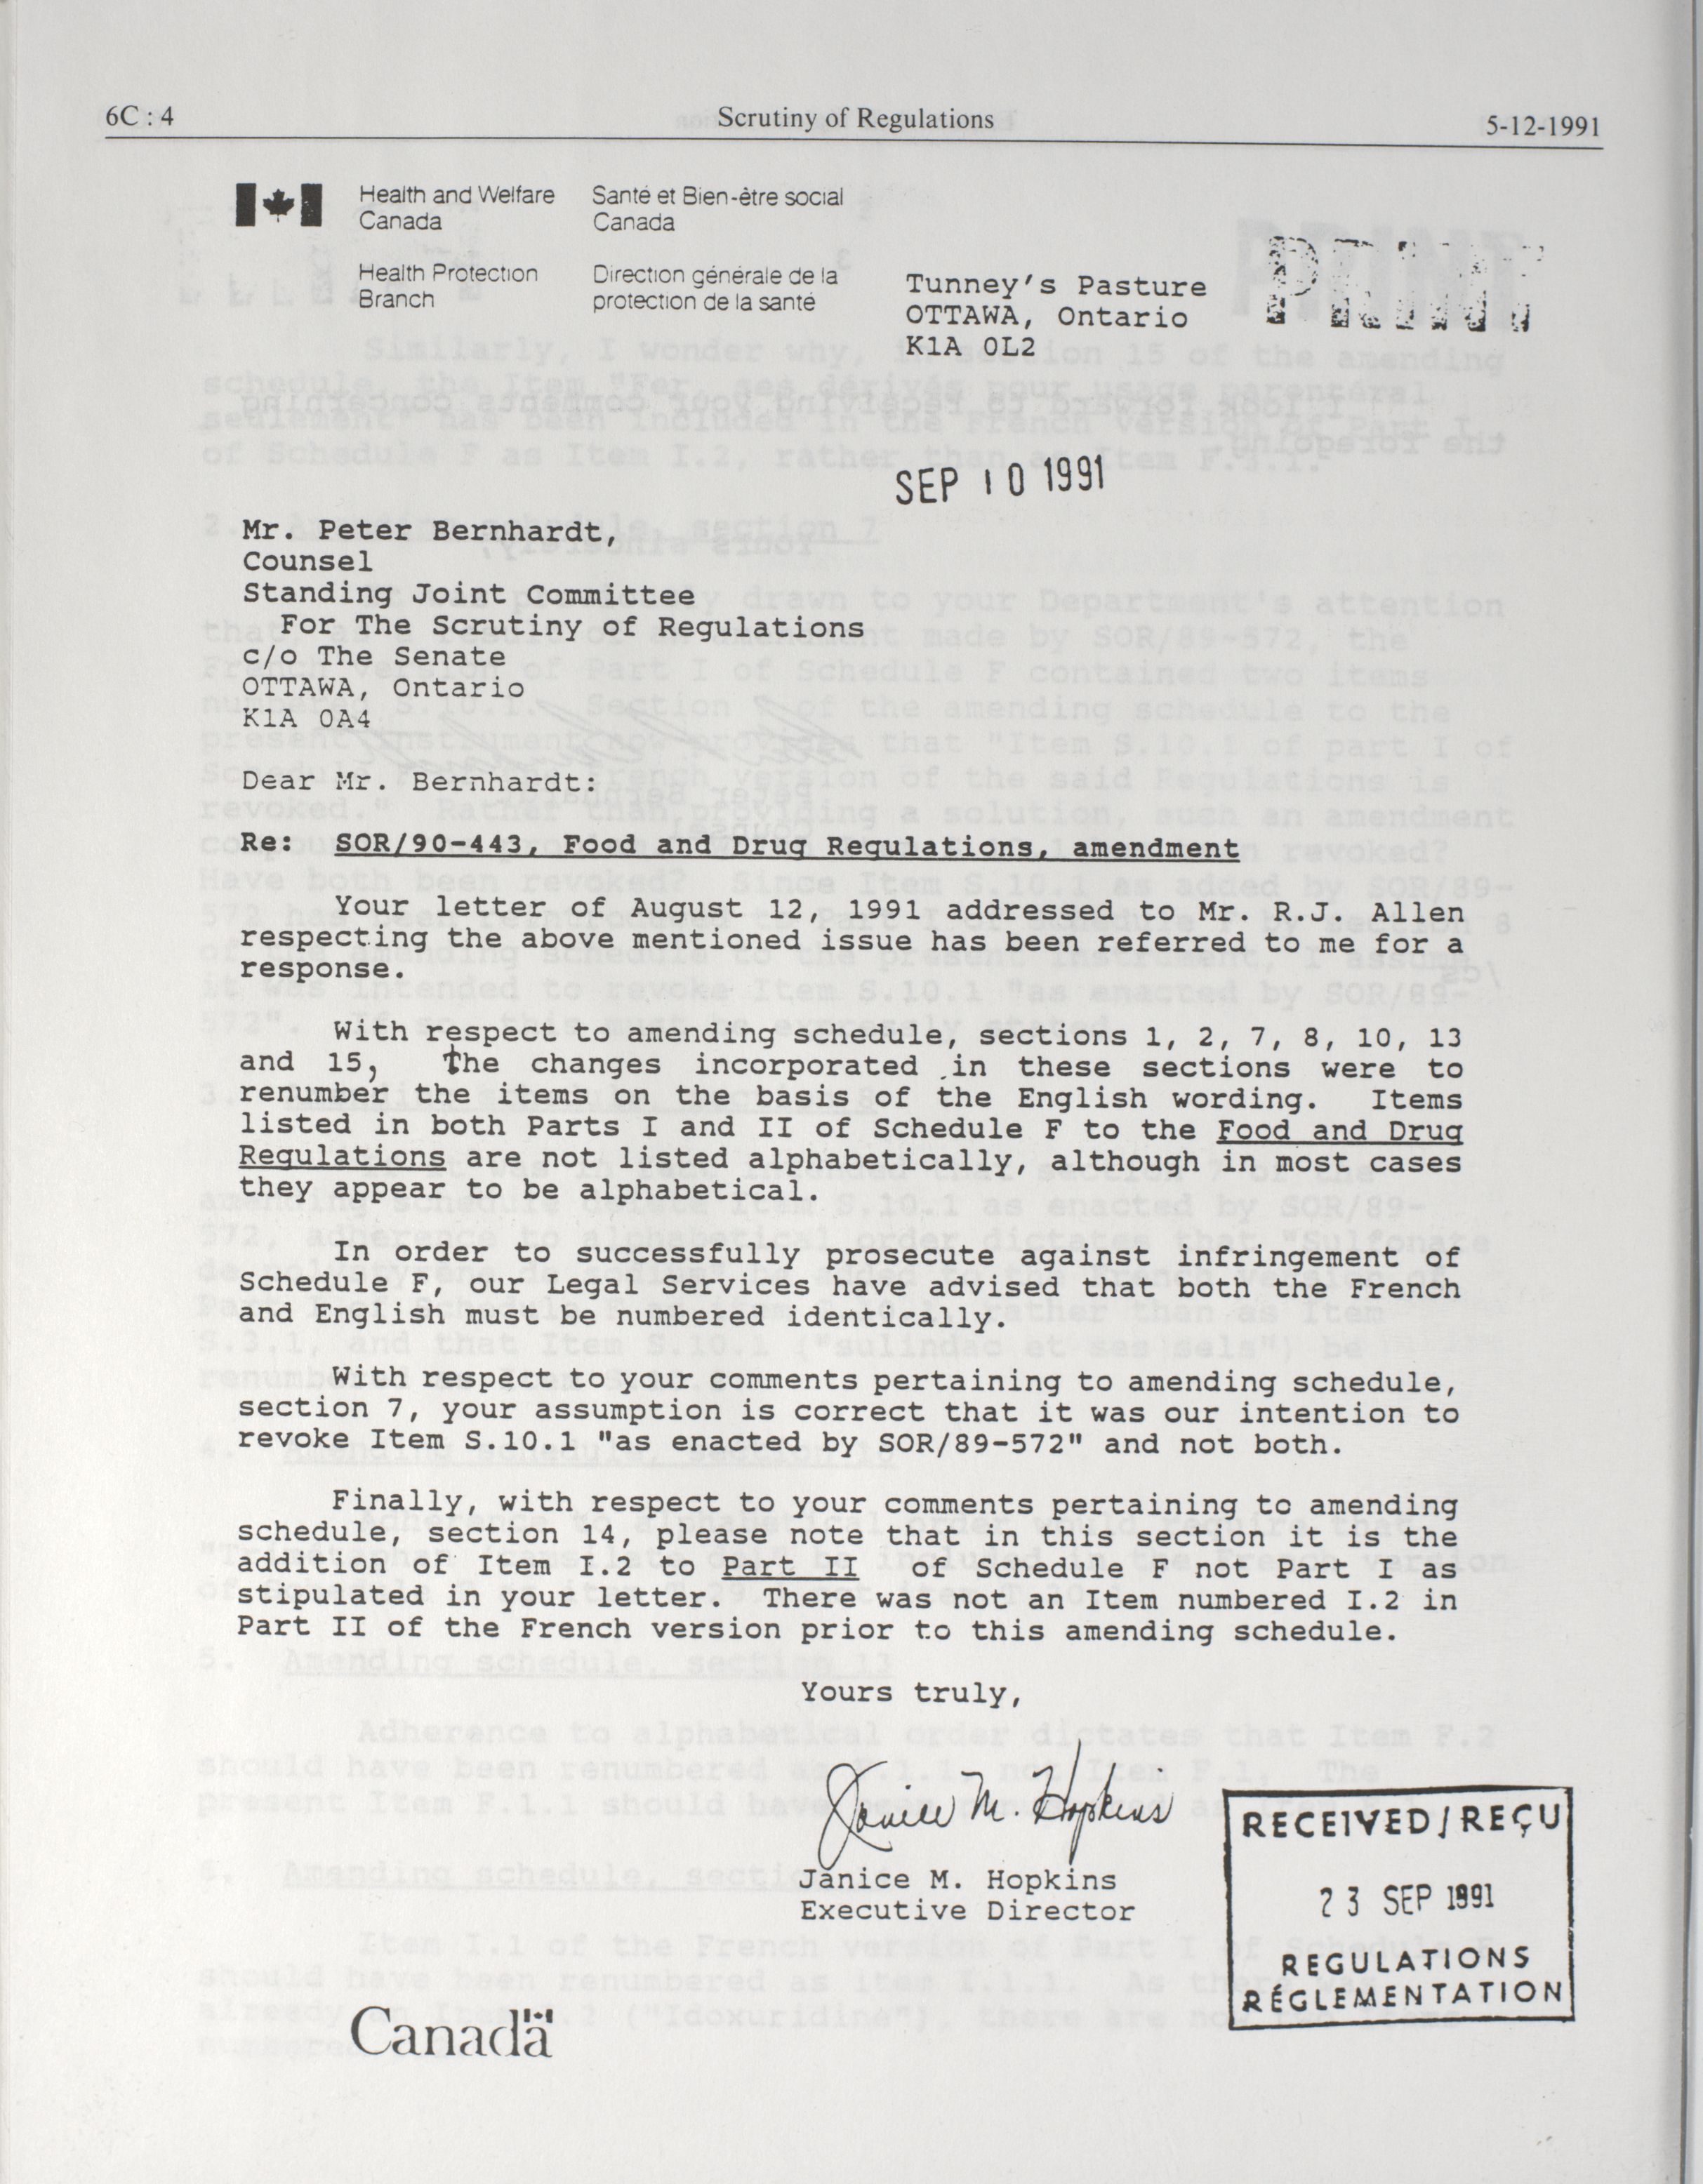 6C : 4 Scrutiny of Regulations 5-12-1991
Health and Welfare Canada
Santé et Bien-être social Canada
Health Protection Branch
Direction générale de la protection de la santé
PRINT
Tunney's Pasture
OTTAWA, Ontario
K1A 0L2
SEP 10 1991
Mr. Peter Bernhardt,
Counsel
Standing Joint Committee
For The Scrutiny of Regulations
c/o The Senate
OTTAWA, Ontario
K1A 0A4
Dear Mr. Bernhardt:
Re: SOR/90-443, Food and Drug Regulations, amendment
Your letter of August 12, 1991 addressed to Mr. R.J. Allen
respecting the above mentioned issue has been referred to me for a
response.
With respect to amending schedule, sections 1, 2, 7, 8, 10, 13
and 15, the changes incorporated in these sections were to
renumber the items on the basis of the English wording. Items
listed in both Parts I and II of Schedule F to the Food and Drug
Regulations are not listed alphabetically, although in most cases
they appear to be alphabetical.
In order to successfully prosecute against infringement of
Schedule F, our Legal Services have advised that both the French
and English must be numbered identically.
With respect to your comments pertaining to amending schedule,
section 7, your assumption is correct that it was our intention to
revoke Item S.10.1 "as enacted by SOR/89-572" and not both.
Finally, with respect to your comments pertaining to amending
schedule, section 14, please note that in this section it is the
addition of Item I.2 to Part II of Schedule F not Part I as
stipulated in your letter. There was not an Item numbered I.2 in
Part II of the French version prior to this amending schedule.
Yours truly,
Janice M. Hopkins
Janice M. Hopkins
Executive Director
RECEIVED/REÇU
23 SEP 1991
REGULATIONS
RÉGLEMENTATION
Canada